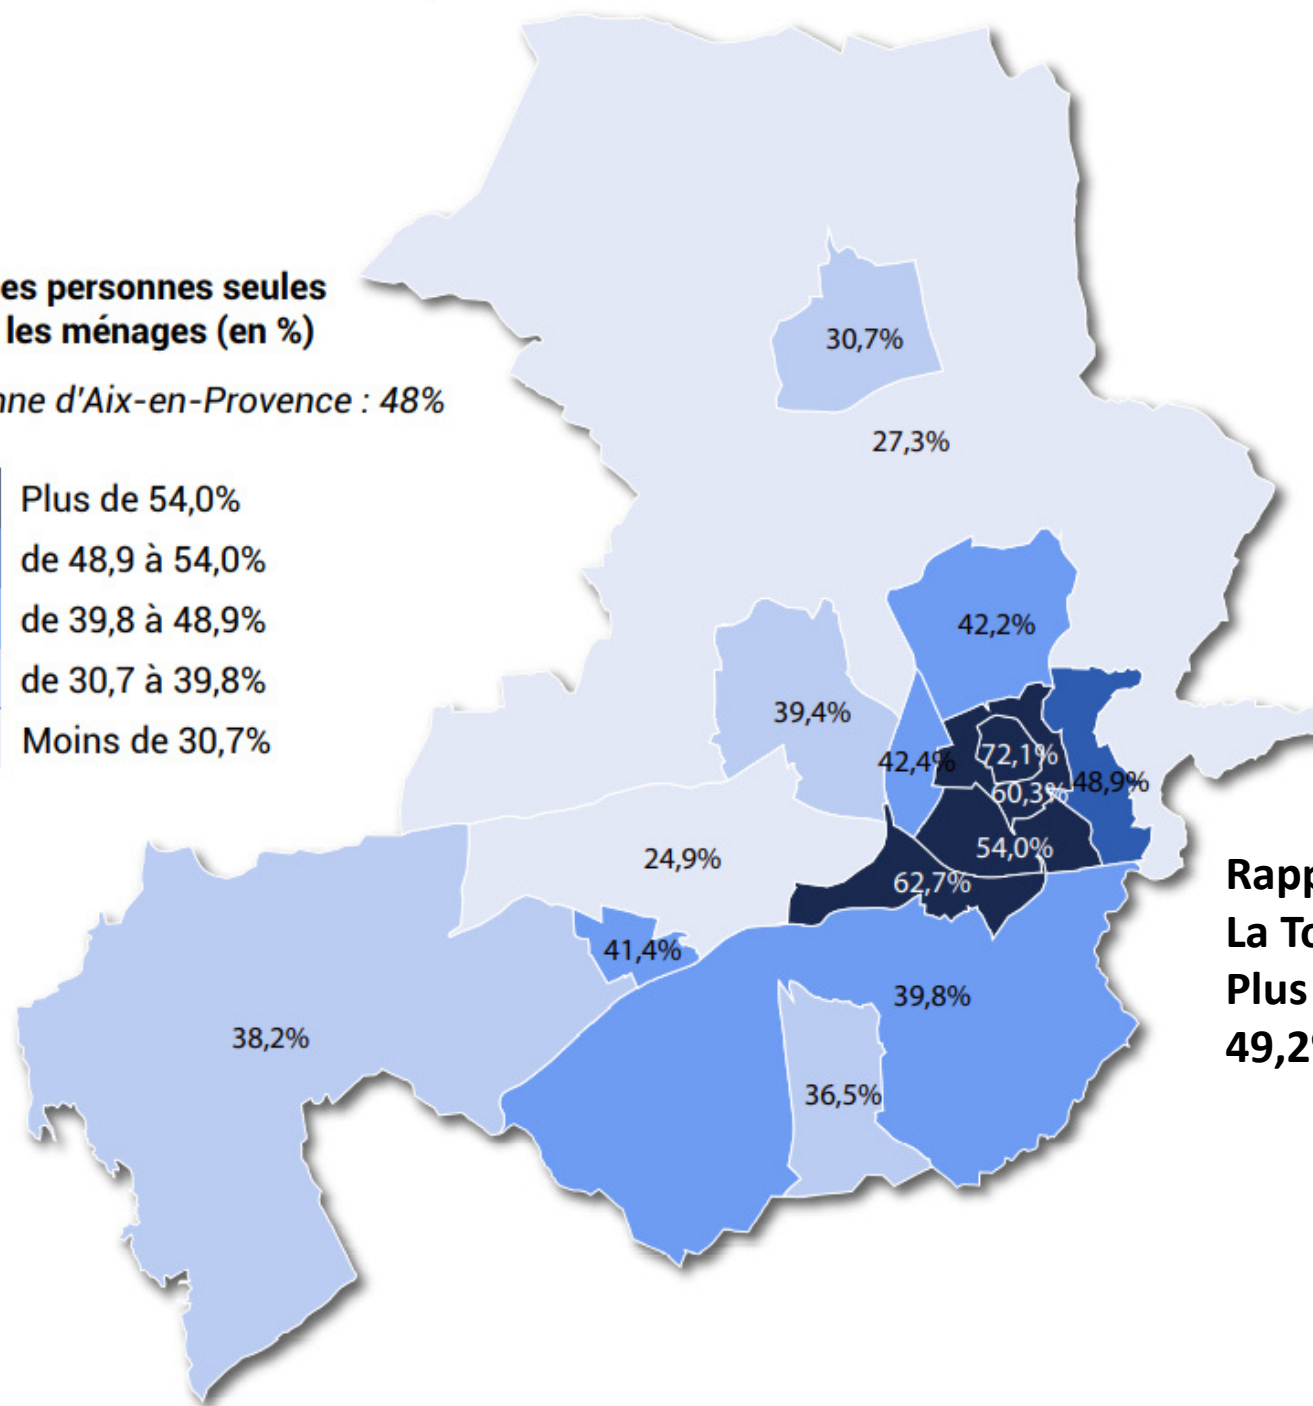 es personnes seules
les ménages (en %)
nne d'Aix-en-Provence : 48%
Plus de 54,0%
de 48,9 à 54,0%
de 39,8 à 48,9%
de 30,7 à 39,8%
Moins de 30,7%
30,7%
27,3%
42,2%
39,4%
42,4%
72,1%
60,3%
48,9%
54,0%
24,9%
62,7%
41,4%
39,8%
38,2%
36,5%
Rapp
La To
Plus
49,2